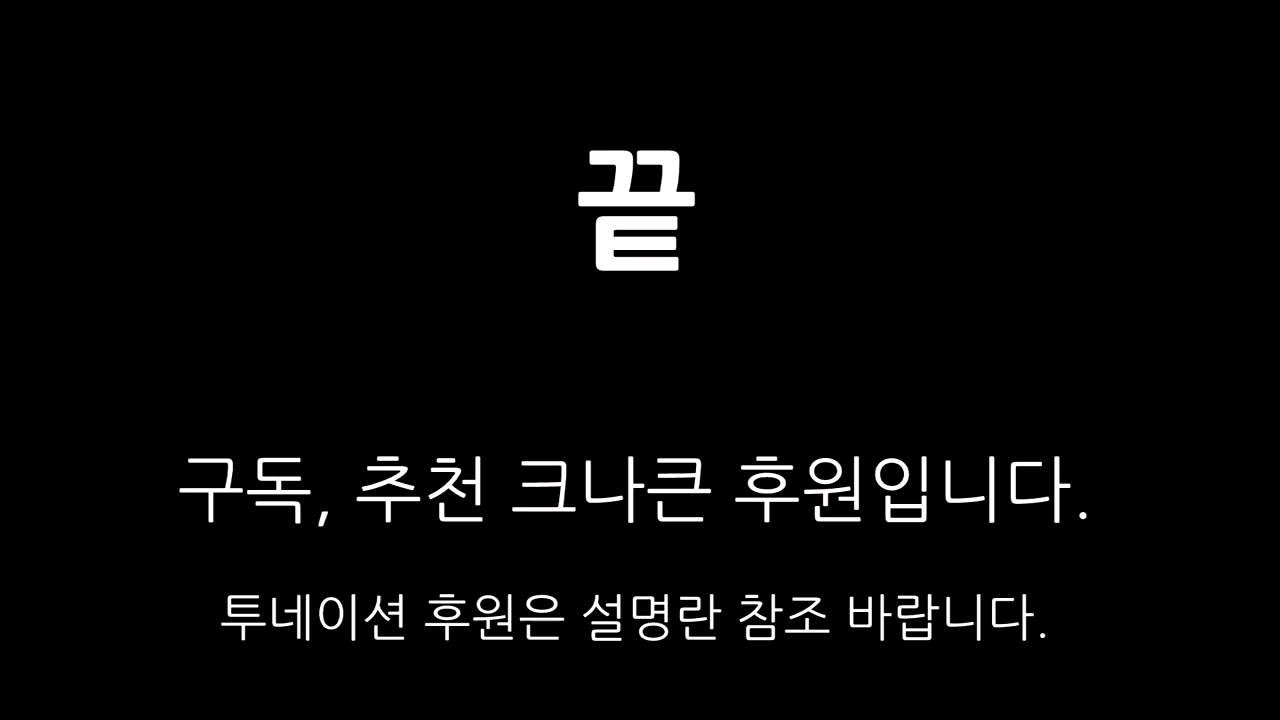 끝
구독, 추천 크나큰 후원입니다.
투네이션 후원은 설명란 참조 바랍니다.